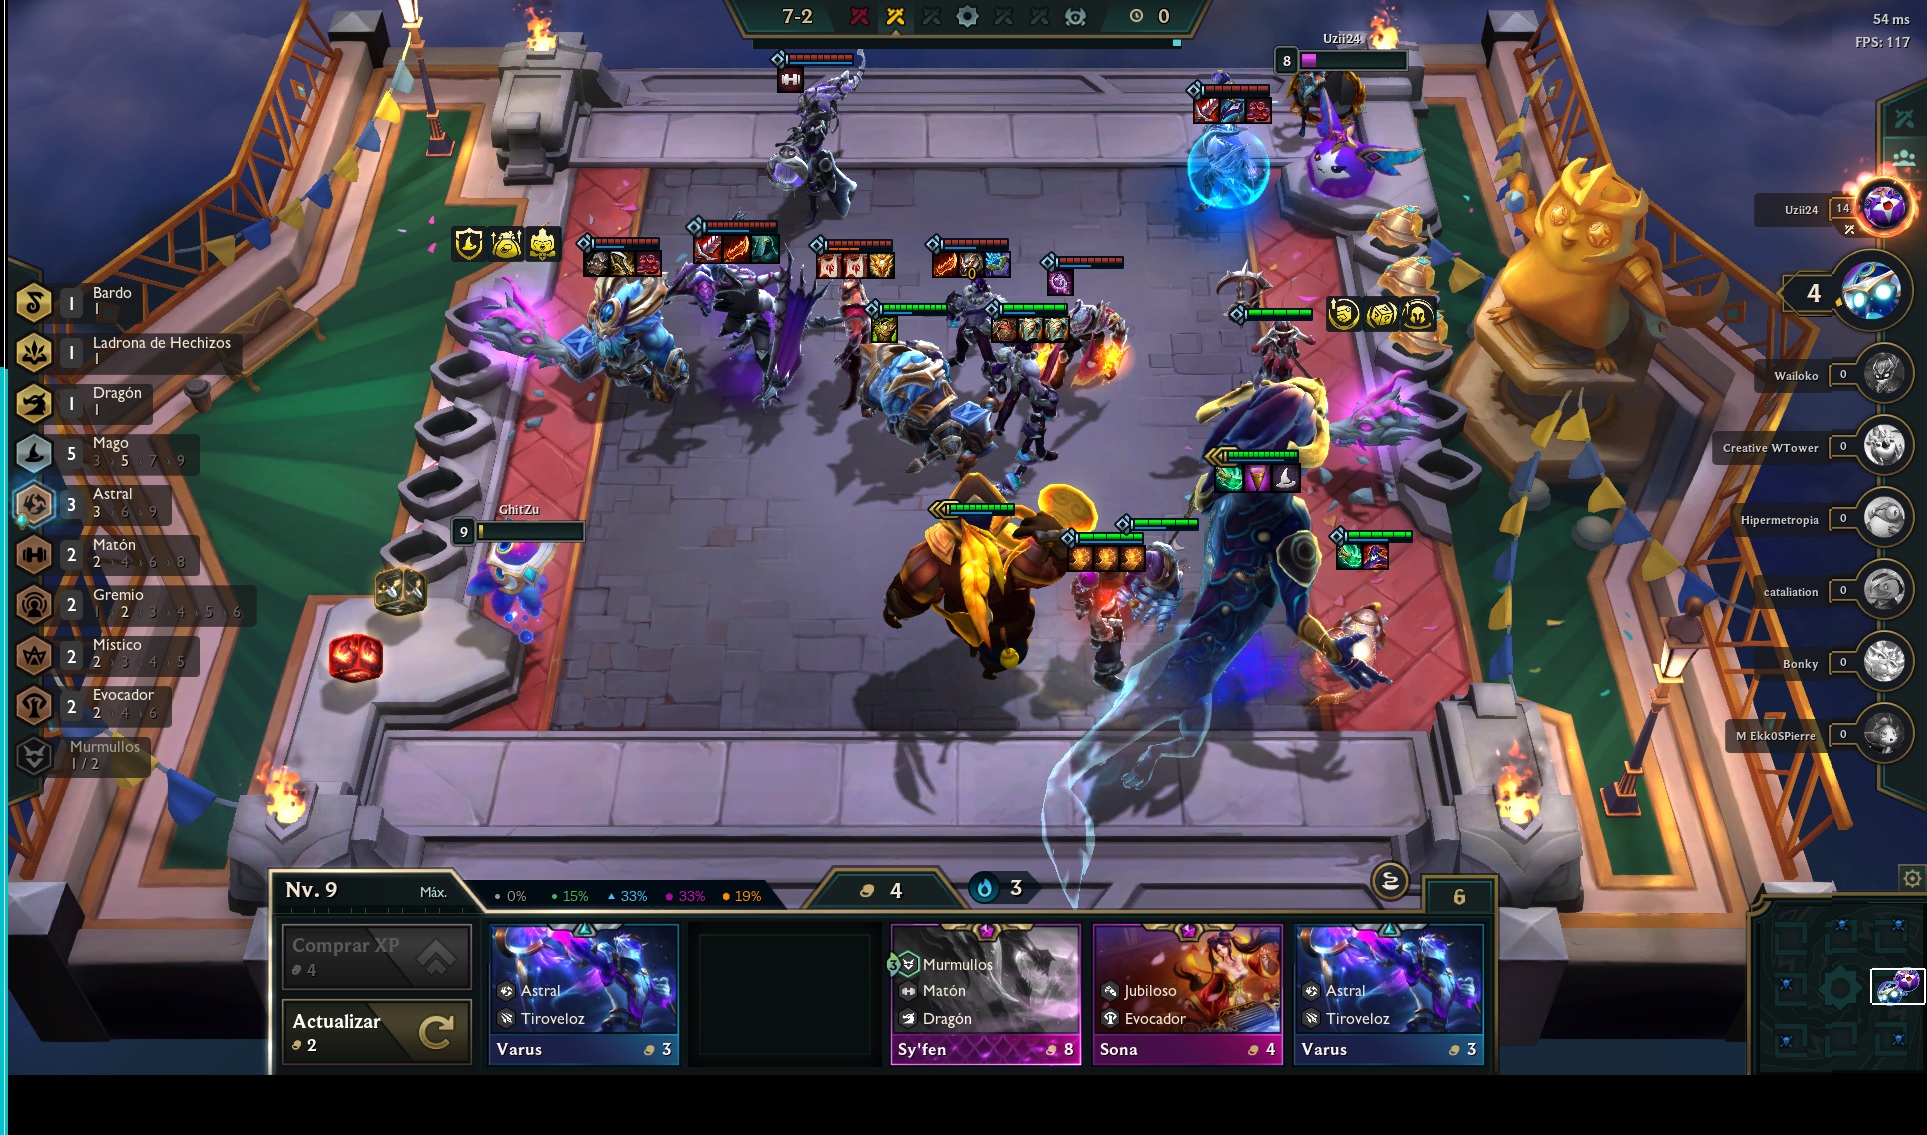 7-2
0
54 ms
FPS: 117
Uzii24
8
Uzii24
14
4
Wailoko
0
Creative WTower
0
Hipermetropia
0
cataliation
0
Bonky
0
M Ekk0SPierre
0
1
Bardo
1
1
Ladrona de Hechizos
1
1
Dragón
1
5
Mago
3 › 5 › 7 › 9
3
Astral
3 › 6 › 9
2
Matón
2 › 4 › 6 › 8
2
Gremio
1 › 2 › 3 › 4 › 5 › 6
2
Místico
2 › 3 › 4 › 5
2
Evocador
2 › 4 › 6
Murmullos
1 / 2
GhitZu
9
0
Nv. 9
Máx.
0%
15%
33%
33%
19%
4
3
6
Comprar XP
4
Actualizar
2
Astral
Tiroveloz
Varus
3
3
Murmullos
Matón
Dragón
Sy'fen
8
Jubiloso
Evocador
Sona
4
Astral
Tiroveloz
Varus
3